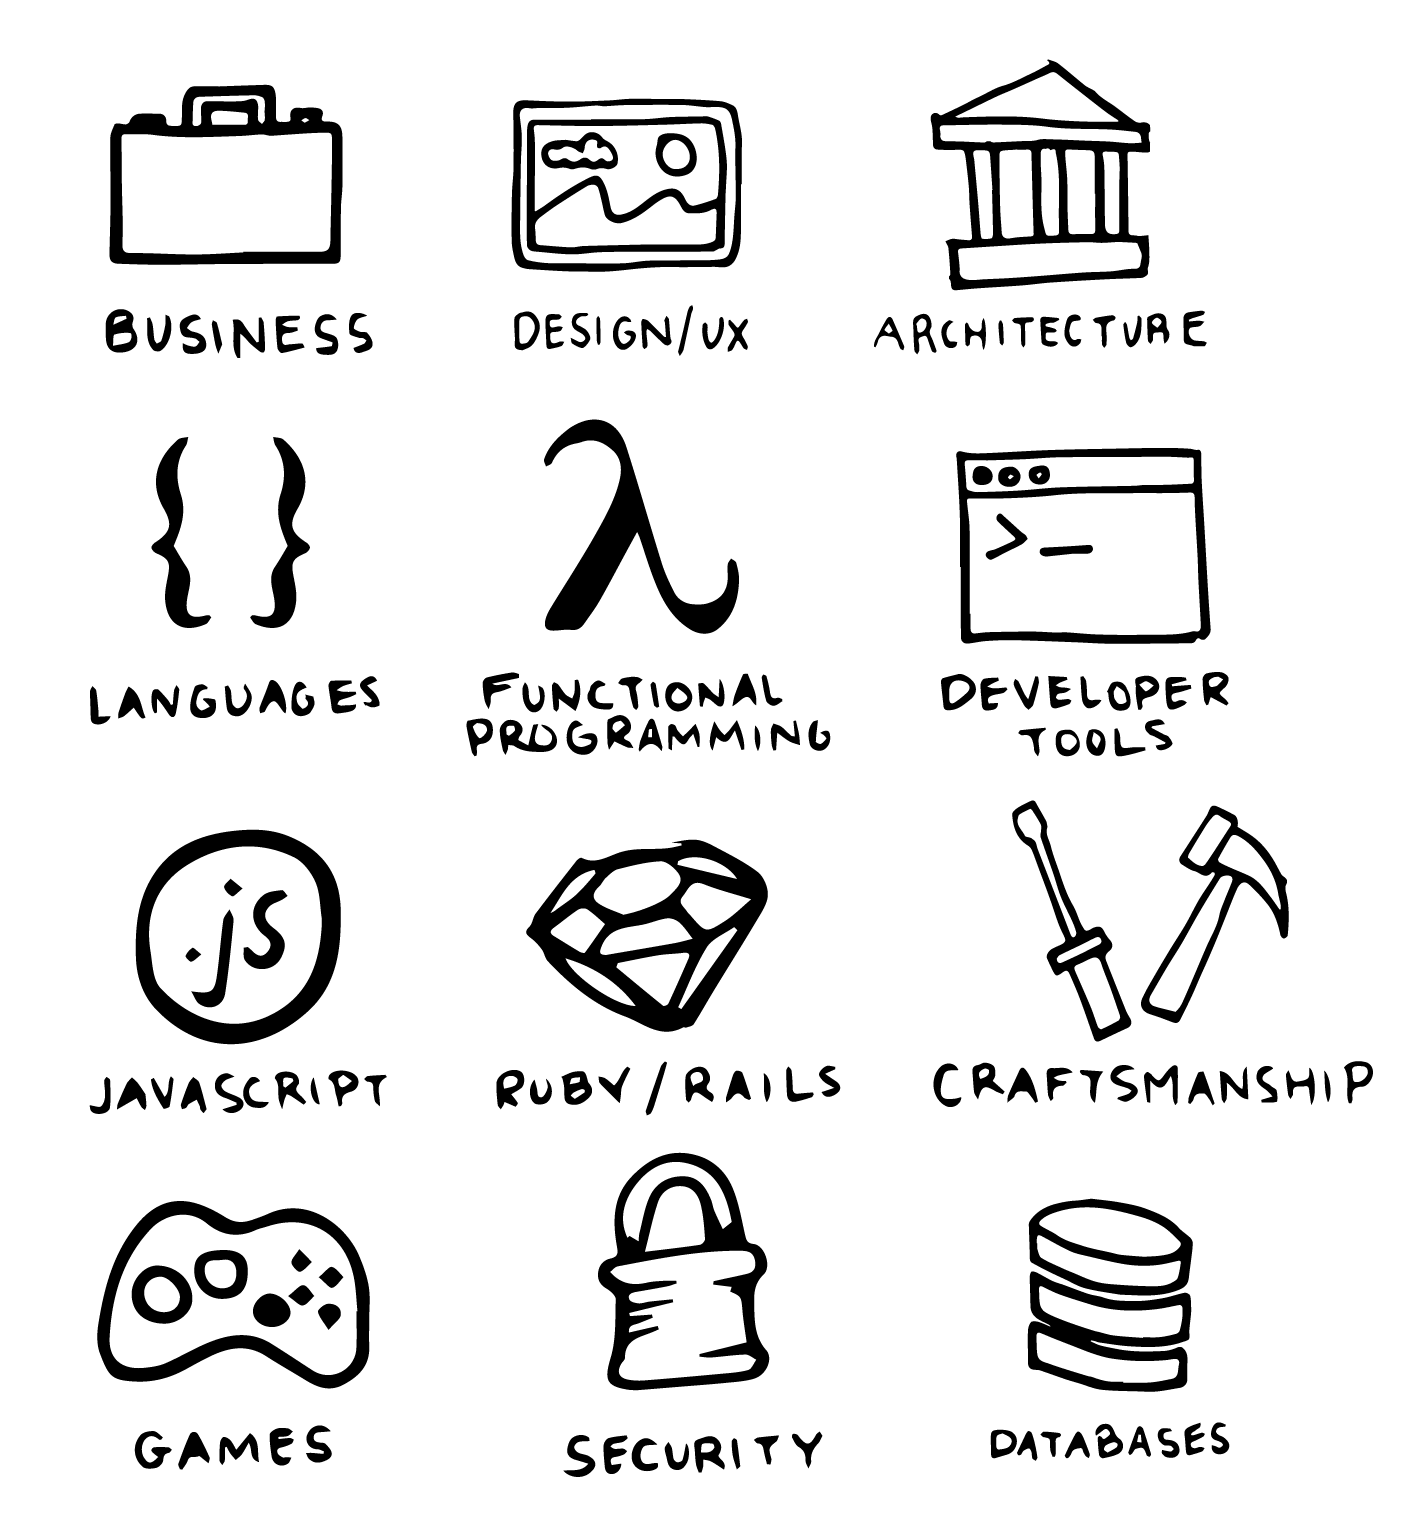 BUSINESS
DESIGN/UX
ARCHITECTURE
{ }
λ
>_
LANGUAGES
FUNCTIONAL
PROGRAMMING
DEVELOPER
TOOLS
.js
JAVASCRIPT
RUBY/RAILS
CRAFTSMANSHIP
GAMES
SECURITY
DATABASES